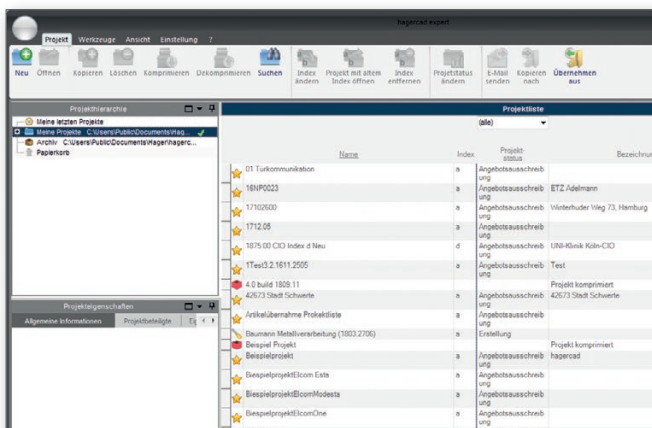 hagercad.expert
Projekt Werkzeuge Ansicht Einstellung ?
Neu Öffnen Kopieren Löschen Komprimieren Dekomprimieren Suchen Index ändern Projekt mit altem Index öffnen Index entfernen Projetstatus ändern E-Mail senden Kopieren nach Übernehmen aus
Projekthierarchie
Meine letzten Projekte
Meine Projekte C:\Users\Public\Documents\Hag...
Archiv C:\Users\Public\Documents\Hager\hagerc...
Papierkorb
Projekteigenschaften
Allgemeine Informationen Projektbeteiligte Eig
Projektliste
(alle)
Name Index Projekt-status Bezeichnu
01 Türkommunikation a Angebotsausschreib
ung
16NP0023 a Angebotsausschreib ETZ Adelmann
ung
17102600 a Angebotsausschreib Winterhuder Weg 73, Hamburg
ung
1712.05 a Angebotsausschreib
ung
1875.00 CIO Index d Neu d Angebotsausschreib UNI-Klinik Köln-CIO
ung
1Test3.2.1611.2505 a Angebotsausschreib Test
ung
4.0 build 1809.11 Projekt komprimiert
42673 Stadt Schwerte a Angebotsausschreib 42673 Stadt Schwerte
ung
Artikelübernahme Prokektliste a Angebotsausschreib
ung
Baumann Metallverarbeitung (1803.2706) a Erstellung
Beispiel Projekt Projekt komprimiert
Beispielprojekt a Angebotsausschreib hagercad
ung
BiespielprojektElcom Esta a Angebotsausschreib
ung
BiespielprojektElcomModesta a Angebotsausschreib
ung
BiespielprojektElcomOne a Angebotsausschreib
ung